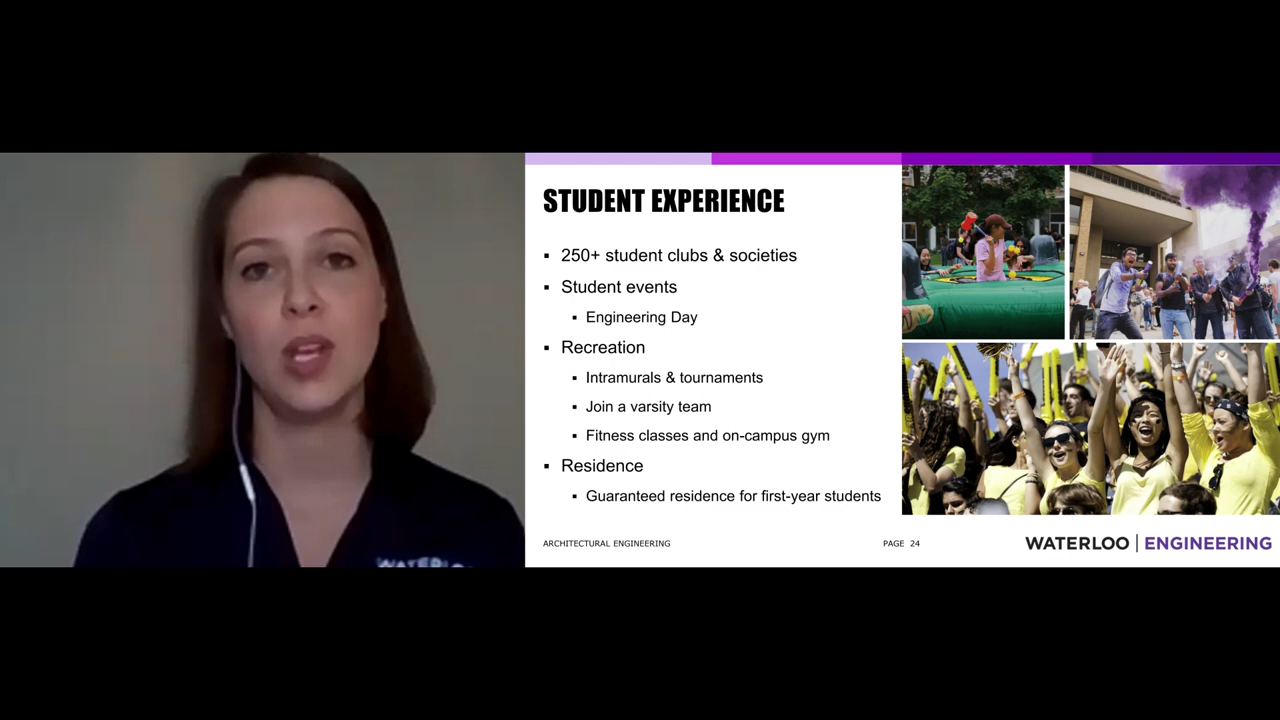 STUDENT EXPERIENCE
▪ 250+ student clubs & societies
▪ Student events
▪ Engineering Day
▪ Recreation
▪ Intramurals & tournaments
▪ Join a varsity team
▪ Fitness classes and on-campus gym
▪ Residence
▪ Guaranteed residence for first-year students
ARCHITECTURAL ENGINEERING
PAGE 24
WATERLOO | ENGINEERING